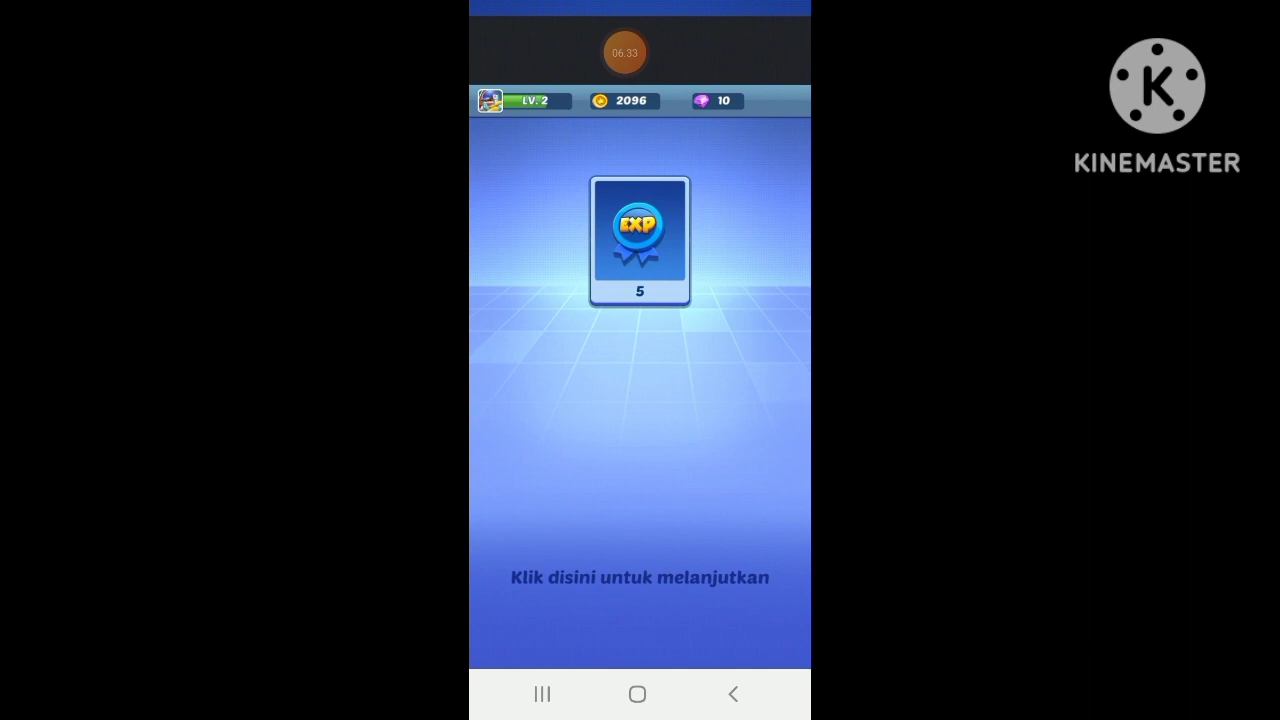 06.33
LV. 2
2096
10
KINEMASTER
EXP
5
Klik disini untuk melanjutkan